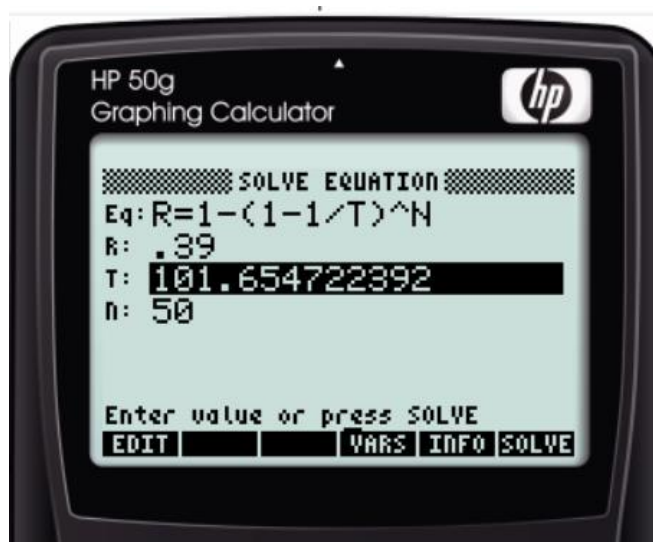 HP 50g
Graphing Calculator
hp
SOLVE EQUATION
Eq: R=1-(1-1/T)^N
R: .39
T: 101.654722392
N: 50
Enter value or press SOLVE
EDIT VARS INFO SOLVE